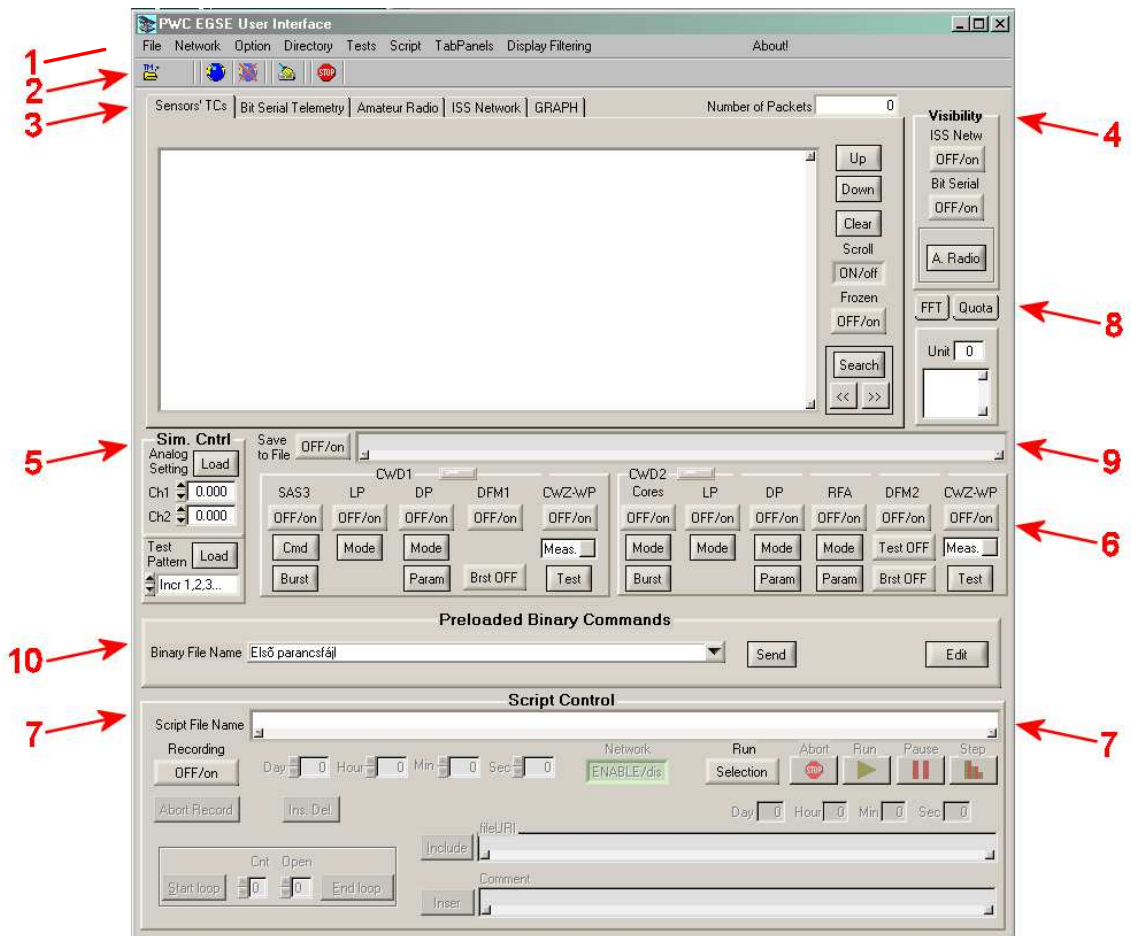 PWC EGSE User Interface
File Network Option Directory Tests Script TabPanels Display Filtering About!
1
TM
STOP
2
Sensors' TCs Bit Serial Telemetry Amateur Radio ISS Network GRAPH Number of Packets 0
3
Visibility
4
ISS Netw
OFF/on
Bit Serial
OFF/on
A. Radio
Up
Down
Clear
Scroll
ON/off
Frozen
OFF/on
Search
<< >>
FFT Quota
8
Unit 0
5
Sim. Cntrl
Analog Setting Load
Ch1 0.000
Ch2 0.000
Test Pattern Load
Incr 1,2,3...
Save to File OFF/on
9
CWD1
SAS3 LP DP DFM1 CWZ-WP
OFF/on OFF/on OFF/on OFF/on OFF/on
Cmd Mode Mode Meas.
Burst Param Brst OFF Test
CWD2
Cores LP DP RFA DFM2 CWZ-WP
OFF/on OFF/on OFF/on OFF/on OFF/on OFF/on
Mode Mode Mode Mode Test OFF Meas.
Burst Param Param Brst OFF Test
6
Preloaded Binary Commands
10
Binary File Name Elsõ parancsfájl Send Edit
Script Control
7
Script File Name
7
Recording
OFF/on
Day 0 Hour 0 Min 0 Sec 0
Network
ENABLE/dis
Run
Selection
Abort Run Pause Step
STOP
Abort Record Ins. Del.
Day 0 Hour 0 Min 0 Sec 0
fileURI
Include
Cnt Open
Start loop 0 0 End loop
Comment
Inser